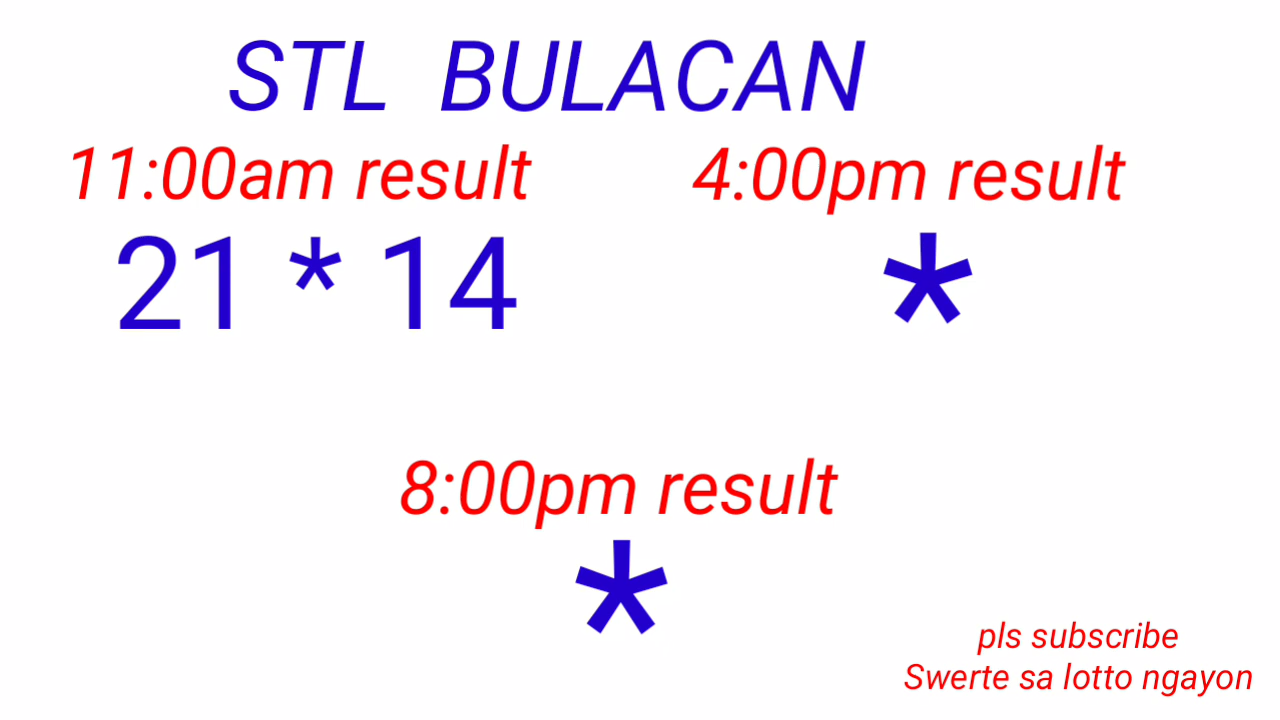 STL BULACAN
11:00am result
4:00pm result
21 * 14
*
8:00pm result
*
pls subscribe
Swerte sa lotto ngayon